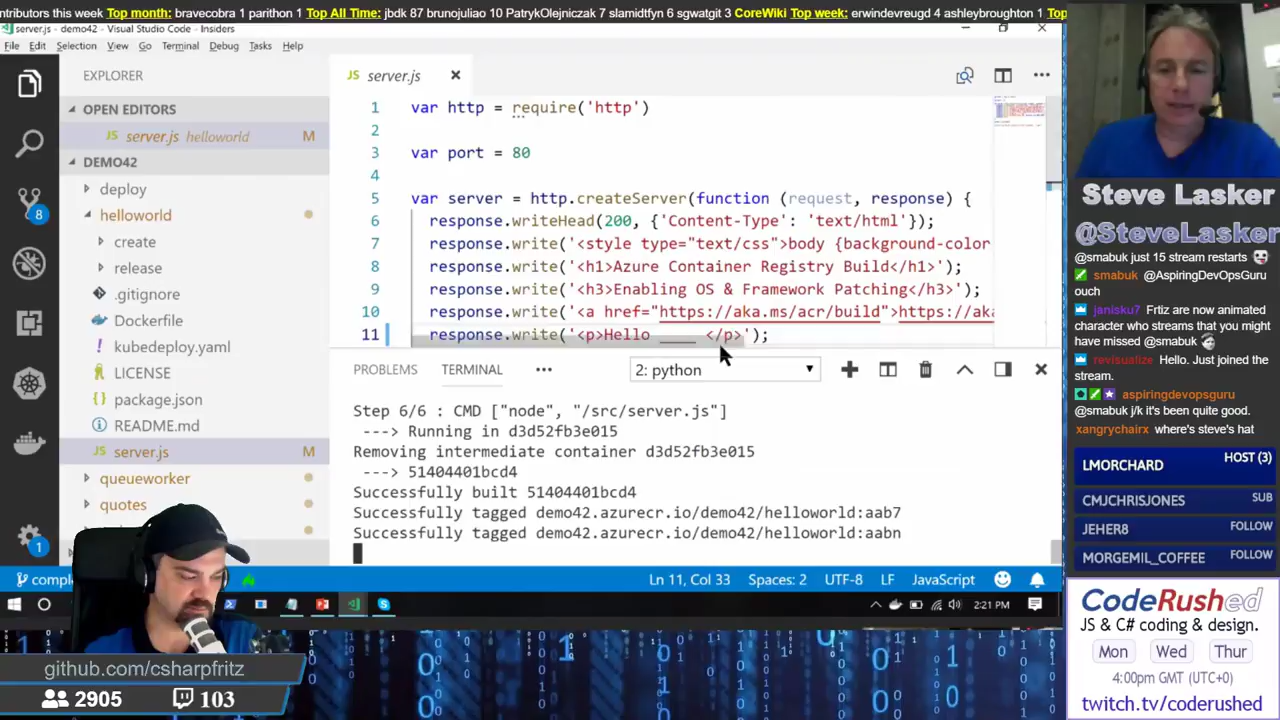 ntributors this week Top month: bravecobra 1 parithon 1 Top All Time: jbdk 87 brnojuliao 10 PatrykOlejniczak 7 slamidtfyn 6 sgwatgit 3 CoreWiki Top week: erwindevreugd 4 ashleybroughton 1 To
server.js - demo42 - Visual Studio Code - Insiders
File Edit Selection View Go Terminal Debug Tasks Help
EXPLORER
OPEN EDITORS
JS server.js helloworld M
DEMO42
deploy
helloworld
create
release
.gitignore
Dockerfile
kubedeploy.yaml
LICENSE
package.json
README.md
JS server.js M
queueworker
quotes
8
1
JS server.js
1 var http = require('http')
2
3 var port = 80
4
5 var server = http.createServer(function (request, response) {
6 response.writeHead(200, {'Content-Type': 'text/html'});
7 response.write('<style type="text/css">body {background-color
8 response.write('<h1>Azure Container Registry Build</h1>');
9 response.write('<h3>Enabling OS & Framework Patching</h3>');
10 response.write('<a href="https://aka.ms/acr/build">https://aka
11 response.write('<p>Hello ____ </p>');
PROBLEMS TERMINAL ••• 2: python
Step 6/6 : CMD ["node", "/src/server.js"]
---> Running in d3d52fb3e015
Removing intermediate container d3d52fb3e015
---> 51404401bcd4
Successfully built 51404401bcd4
Successfully tagged demo42.azurecr.io/demo42/helloworld:aab7
Successfully tagged demo42.azurecr.io/demo42/helloworld:aabn
comple
Ln 11, Col 33 Spaces: 2 UTF-8 LF JavaScript
2:21 PM
github.com/csharpfritz
2905 103
Steve Lasker
@SteveLasker
@smabuk just 15 stream restarts
smabuk @AspiringDevOpsGuru
ouch
janisku7 Frtiz are now animated
character who streams that you might
have missed @smabuk
revisualize Hello. Just joined the
stream.
aspiringdevopsguru
@smabuk j/k it's been quite good.
xangrychairx where's steve's
hat
LMORCHARD HOST (3)
CMJCHRISJONES SUB
JEHER8 FOLLOW
MORGEMIL_COFFEE FOLLOW
CodeRushed
JS & C# coding & design.
Mon Wed Thur
4:00pm GMT (UTC+0)
twitch.tv/coderushed